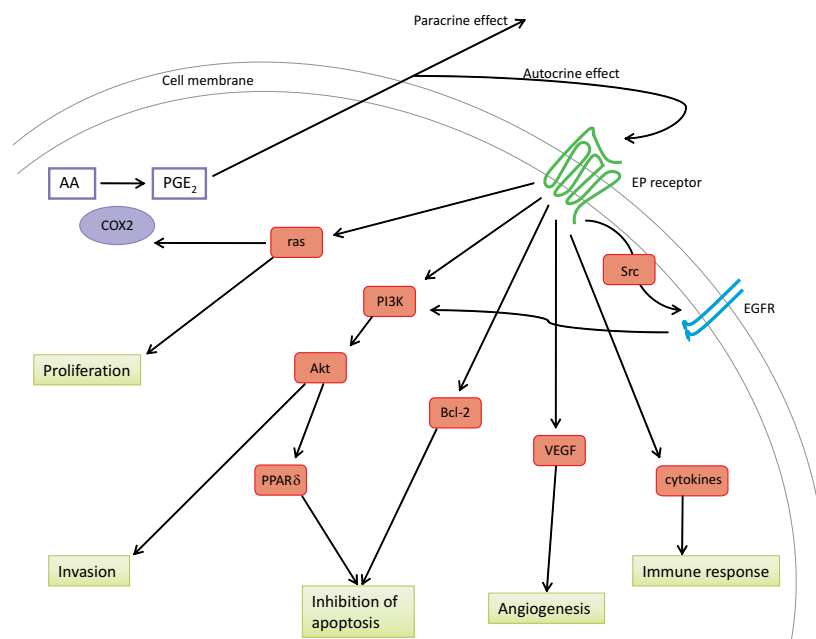 Paracrine effect
Cell membrane
Autocrine effect
AA
PGE₂
EP receptor
COX2
ras
Src
PI3K
EGFR
Proliferation
Akt
Bcl-2
VEGF
PPARδ
cytokines
Invasion
Immune response
Inhibition of
apoptosis
Angiogenesis